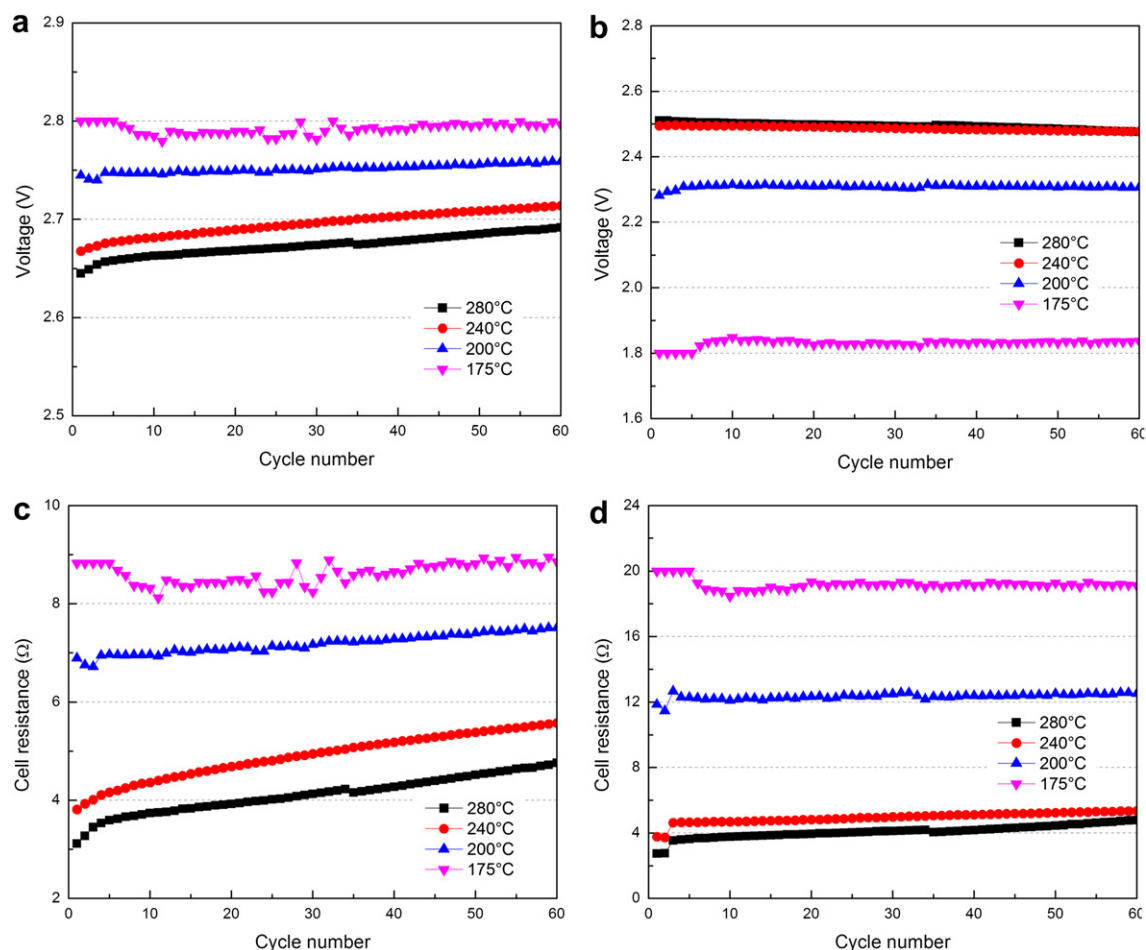 a
2.9
2.8
2.7
2.6
2.5
Voltage (V)
0 10 20 30 40 50 60
Cycle number
280°C
240°C
200°C
175°C
b
2.8
2.6
2.4
2.2
2.0
1.8
1.6
Voltage (V)
0 10 20 30 40 50 60
Cycle number
280°C
240°C
200°C
175°C
c
10
8
6
4
2
Cell resistance (Ω)
0 10 20 30 40 50 60
Cycle number
280°C
240°C
200°C
175°C
d
24
20
16
12
8
4
0
Cell resistance (Ω)
0 10 20 30 40 50 60
Cycle number
280°C
240°C
200°C
175°C